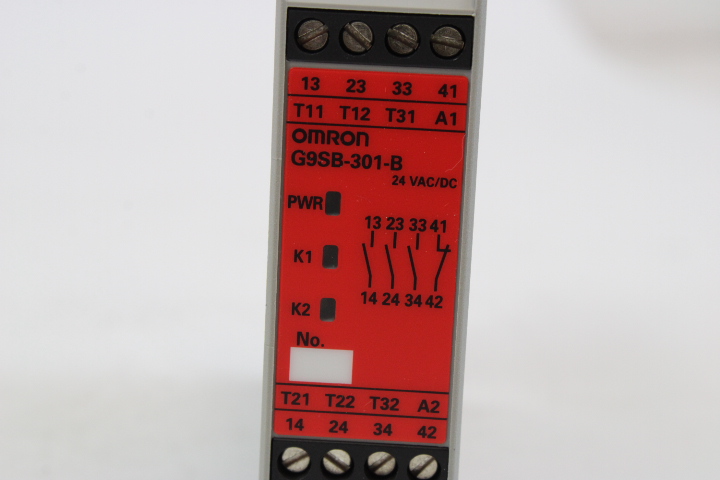 13 23 33 41
T11 T12 T31 A1
OMRON
G9SB-301-B
24 VAC/DC
PWR
13 23 33 41
K1
14 24 34 42
K2
No.
T21 T22 T32 A2
14 24 34 42